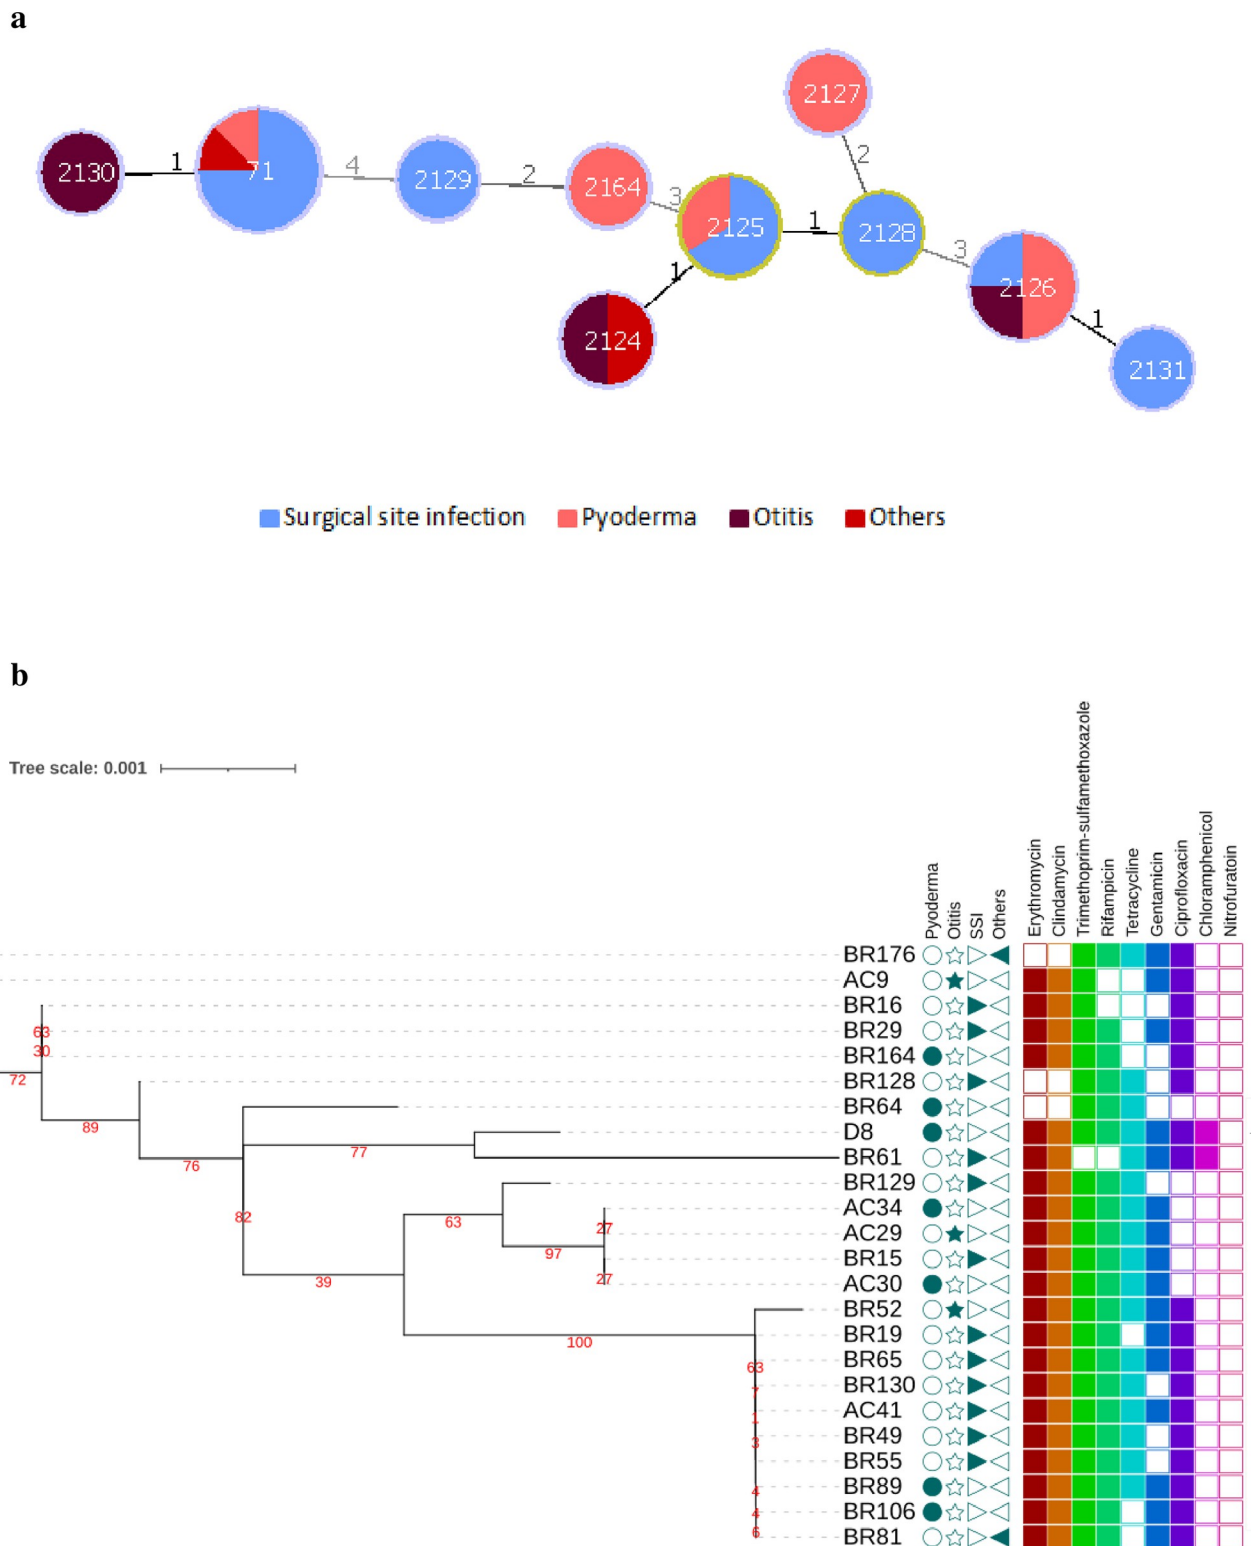 a
2127
2
2130
1
71
4
2129
2
2164
3
2125
1
2128
3
2126
1
2124
1
2131
Surgical site infection Pyoderma Otitis Others
b
Tree scale: 0.001
Pyoderma
Otitis
SSI
Others
Erythromycin
Clindamycin
Trimethoprim-sulfamethoxazole
Rifampicin
Tetracycline
Gentamicin
Ciprofloxacin
Chloramphenicol
Nitrofuratoin
BR176
AC9
BR16
63
BR29
30
BR164
72
BR128
89
BR64
D8
77
BR61
76
BR129
82
AC34
63
27
AC29
97
BR15
27
AC30
39
BR52
BR19
100
BR65
63
BR130
AC41
BR49
3
BR55
BR89
4
BR106
4
BR81
6